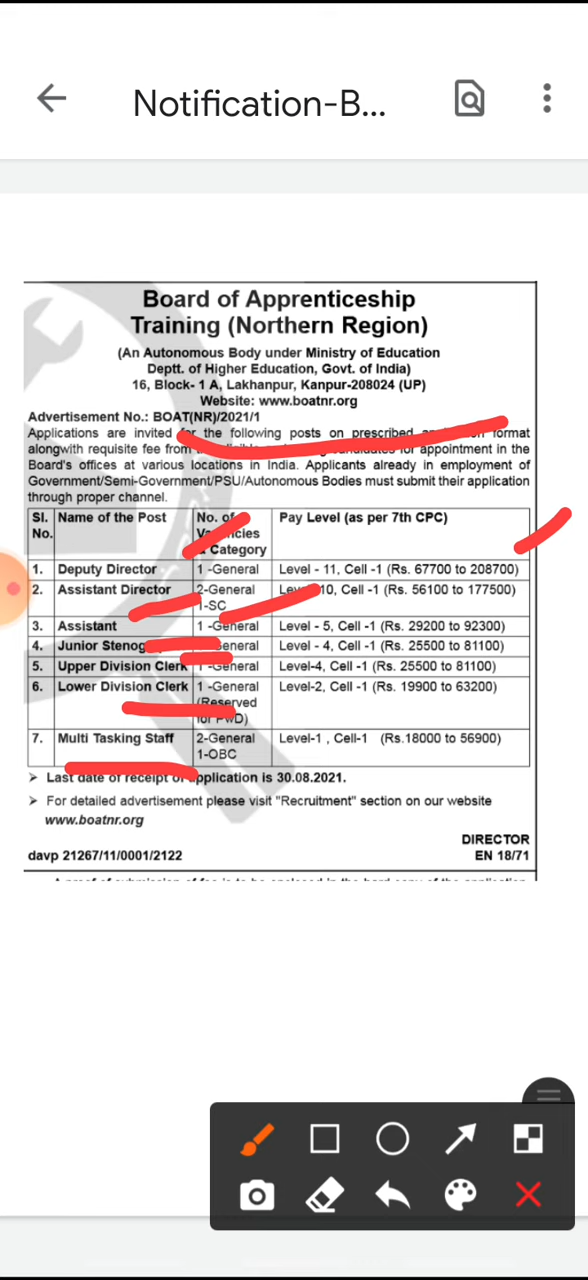 Notification-B...
Board of Apprenticeship
Training (Northern Region)
(An Autonomous Body under Ministry of Education
Deptt. of Higher Education, Govt. of India)
16, Block- 1 A, Lakhanpur, Kanpur-208024 (UP)
Website: www.boatnr.org
Advertisement No.: BOAT(NR)/2021/1
Applications are invited for the following posts on prescribed format
alongwith requisite fee from for appointment in the
Board's offices at various locations in India. Applicants already in employment of
Government/Semi-Government/PSU/Autonomous Bodies must submit their application
through proper channel.
Sl. No. Name of the Post No. of Vacancies & Category Pay Level (as per 7th CPC)
1. Deputy Director 1 -General Level - 11, Cell -1 (Rs. 67700 to 208700)
2. Assistant Director 2-General 1-SC Level 10, Cell -1 (Rs. 56100 to 177500)
3. Assistant 1 -General Level - 5, Cell -1 (Rs. 29200 to 92300)
4. Junior 1 -General Level - 4, Cell -1 (Rs. 25500 to 81100)
5. Upper Division Clerk 1 -General Level-4, Cell -1 (Rs. 25500 to 81100)
6. Lower Division Clerk 1 -General (Reserved for PwD) Level-2, Cell -1 (Rs. 19900 to 63200)
7. Multi Tasking Staff 2-General 1-OBC Level-1 , Cell-1 (Rs.18000 to 56900)
➢ Last date of receipt of application is 30.08.2021.
➢ For detailed advertisement please visit "Recruitment" section on our website
www.boatnr.org
DIRECTOR
davp 21267/11/0001/2122 EN 18/71